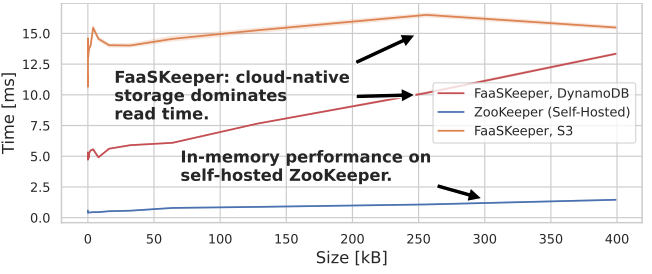 15.0
12.5
10.0
7.5
5.0
2.5
0.0
Time [ms]
FaaSKeeper: cloud-native
storage dominates
read time.
FaaSKeeper, DynamoDB
ZooKeeper (Self-Hosted)
FaaSKeeper, S3
In-memory performance on
self-hosted ZooKeeper.
0 50 100 150 200 250 300 350 400
Size [kB]